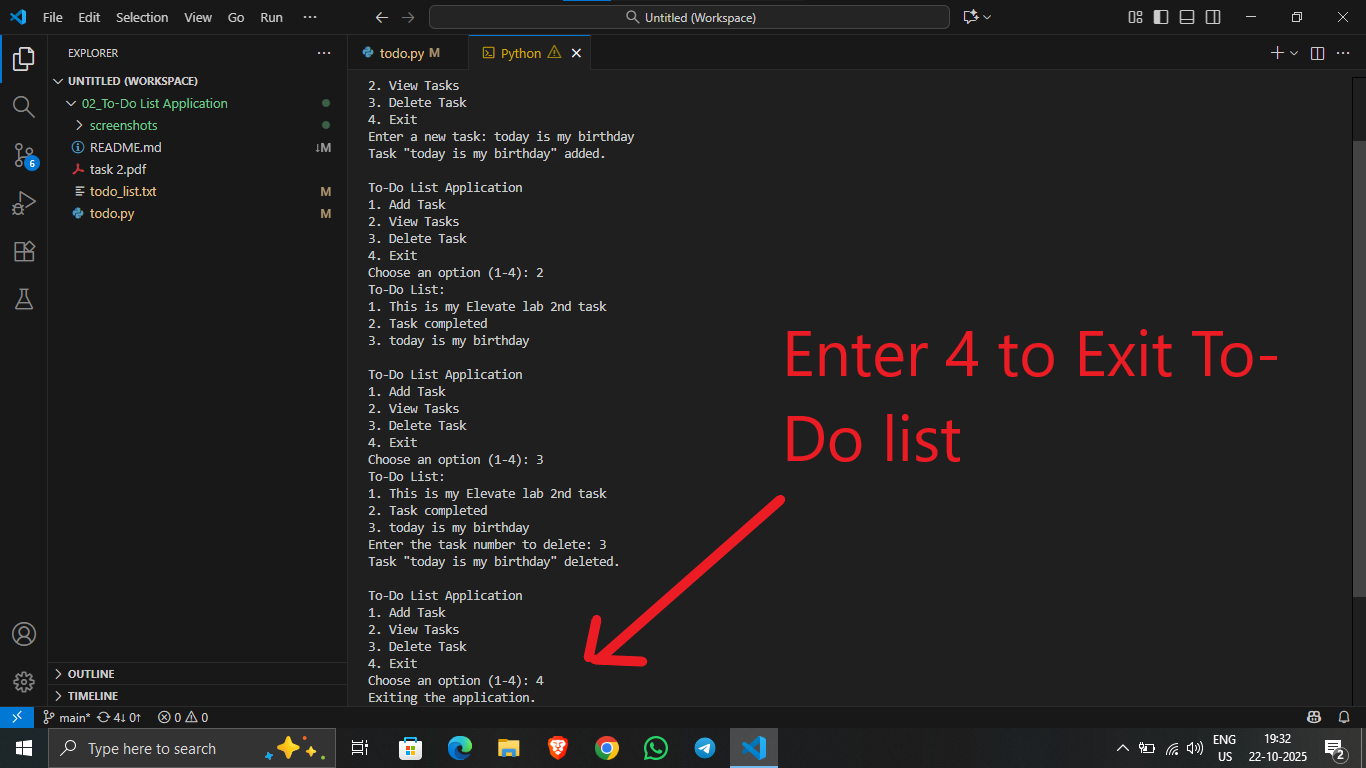 File Edit Selection View Go Run ···
Untitled (Workspace)
EXPLORER ···
todo.py M
Python
UNTITLED (WORKSPACE)
02_To-Do List Application
screenshots
README.md ↓M
task 2.pdf
todo_list.txt M
todo.py M
6
OUTLINE
TIMELINE
2. View Tasks
3. Delete Task
4. Exit
Enter a new task: today is my birthday
Task "today is my birthday" added.
To-Do List Application
1. Add Task
2. View Tasks
3. Delete Task
4. Exit
Choose an option (1-4): 2
To-Do List:
1. This is my Elevate lab 2nd task
2. Task completed
3. today is my birthday
To-Do List Application
1. Add Task
2. View Tasks
3. Delete Task
4. Exit
Choose an option (1-4): 3
To-Do List:
1. This is my Elevate lab 2nd task
2. Task completed
3. today is my birthday
Enter the task number to delete: 3
Task "today is my birthday" deleted.
To-Do List Application
1. Add Task
2. View Tasks
3. Delete Task
4. Exit
Choose an option (1-4): 4
Exiting the application.
Enter 4 to Exit To-
Do list
main* 4↓ 0↑ 0 0
Type here to search
ENG
US
19:32
22-10-2025
2